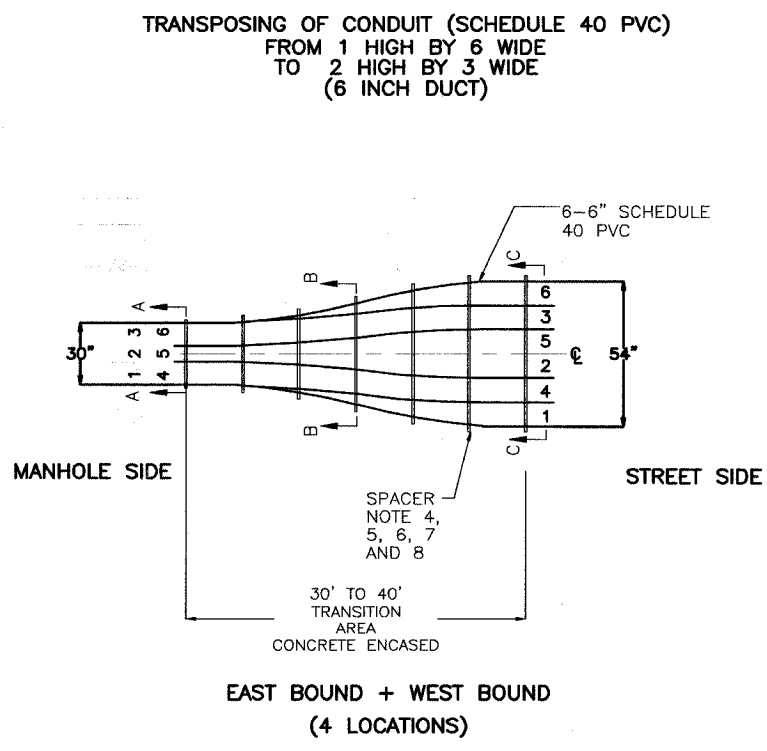 TRANSPOSING OF CONDUIT (SCHEDULE 40 PVC)
FROM 1 HIGH BY 6 WIDE
TO 2 HIGH BY 3 WIDE
(6 INCH DUCT)
6-6" SCHEDULE
40 PVC
A
B
C
30"
3 6
2 5
1 4
6
3
5
2
4
1
℄
54"
A
B
C
MANHOLE SIDE
STREET SIDE
SPACER
NOTE 4,
5, 6, 7
AND 8
30' TO 40'
TRANSITION
AREA
CONCRETE ENCASED
EAST BOUND + WEST BOUND
(4 LOCATIONS)